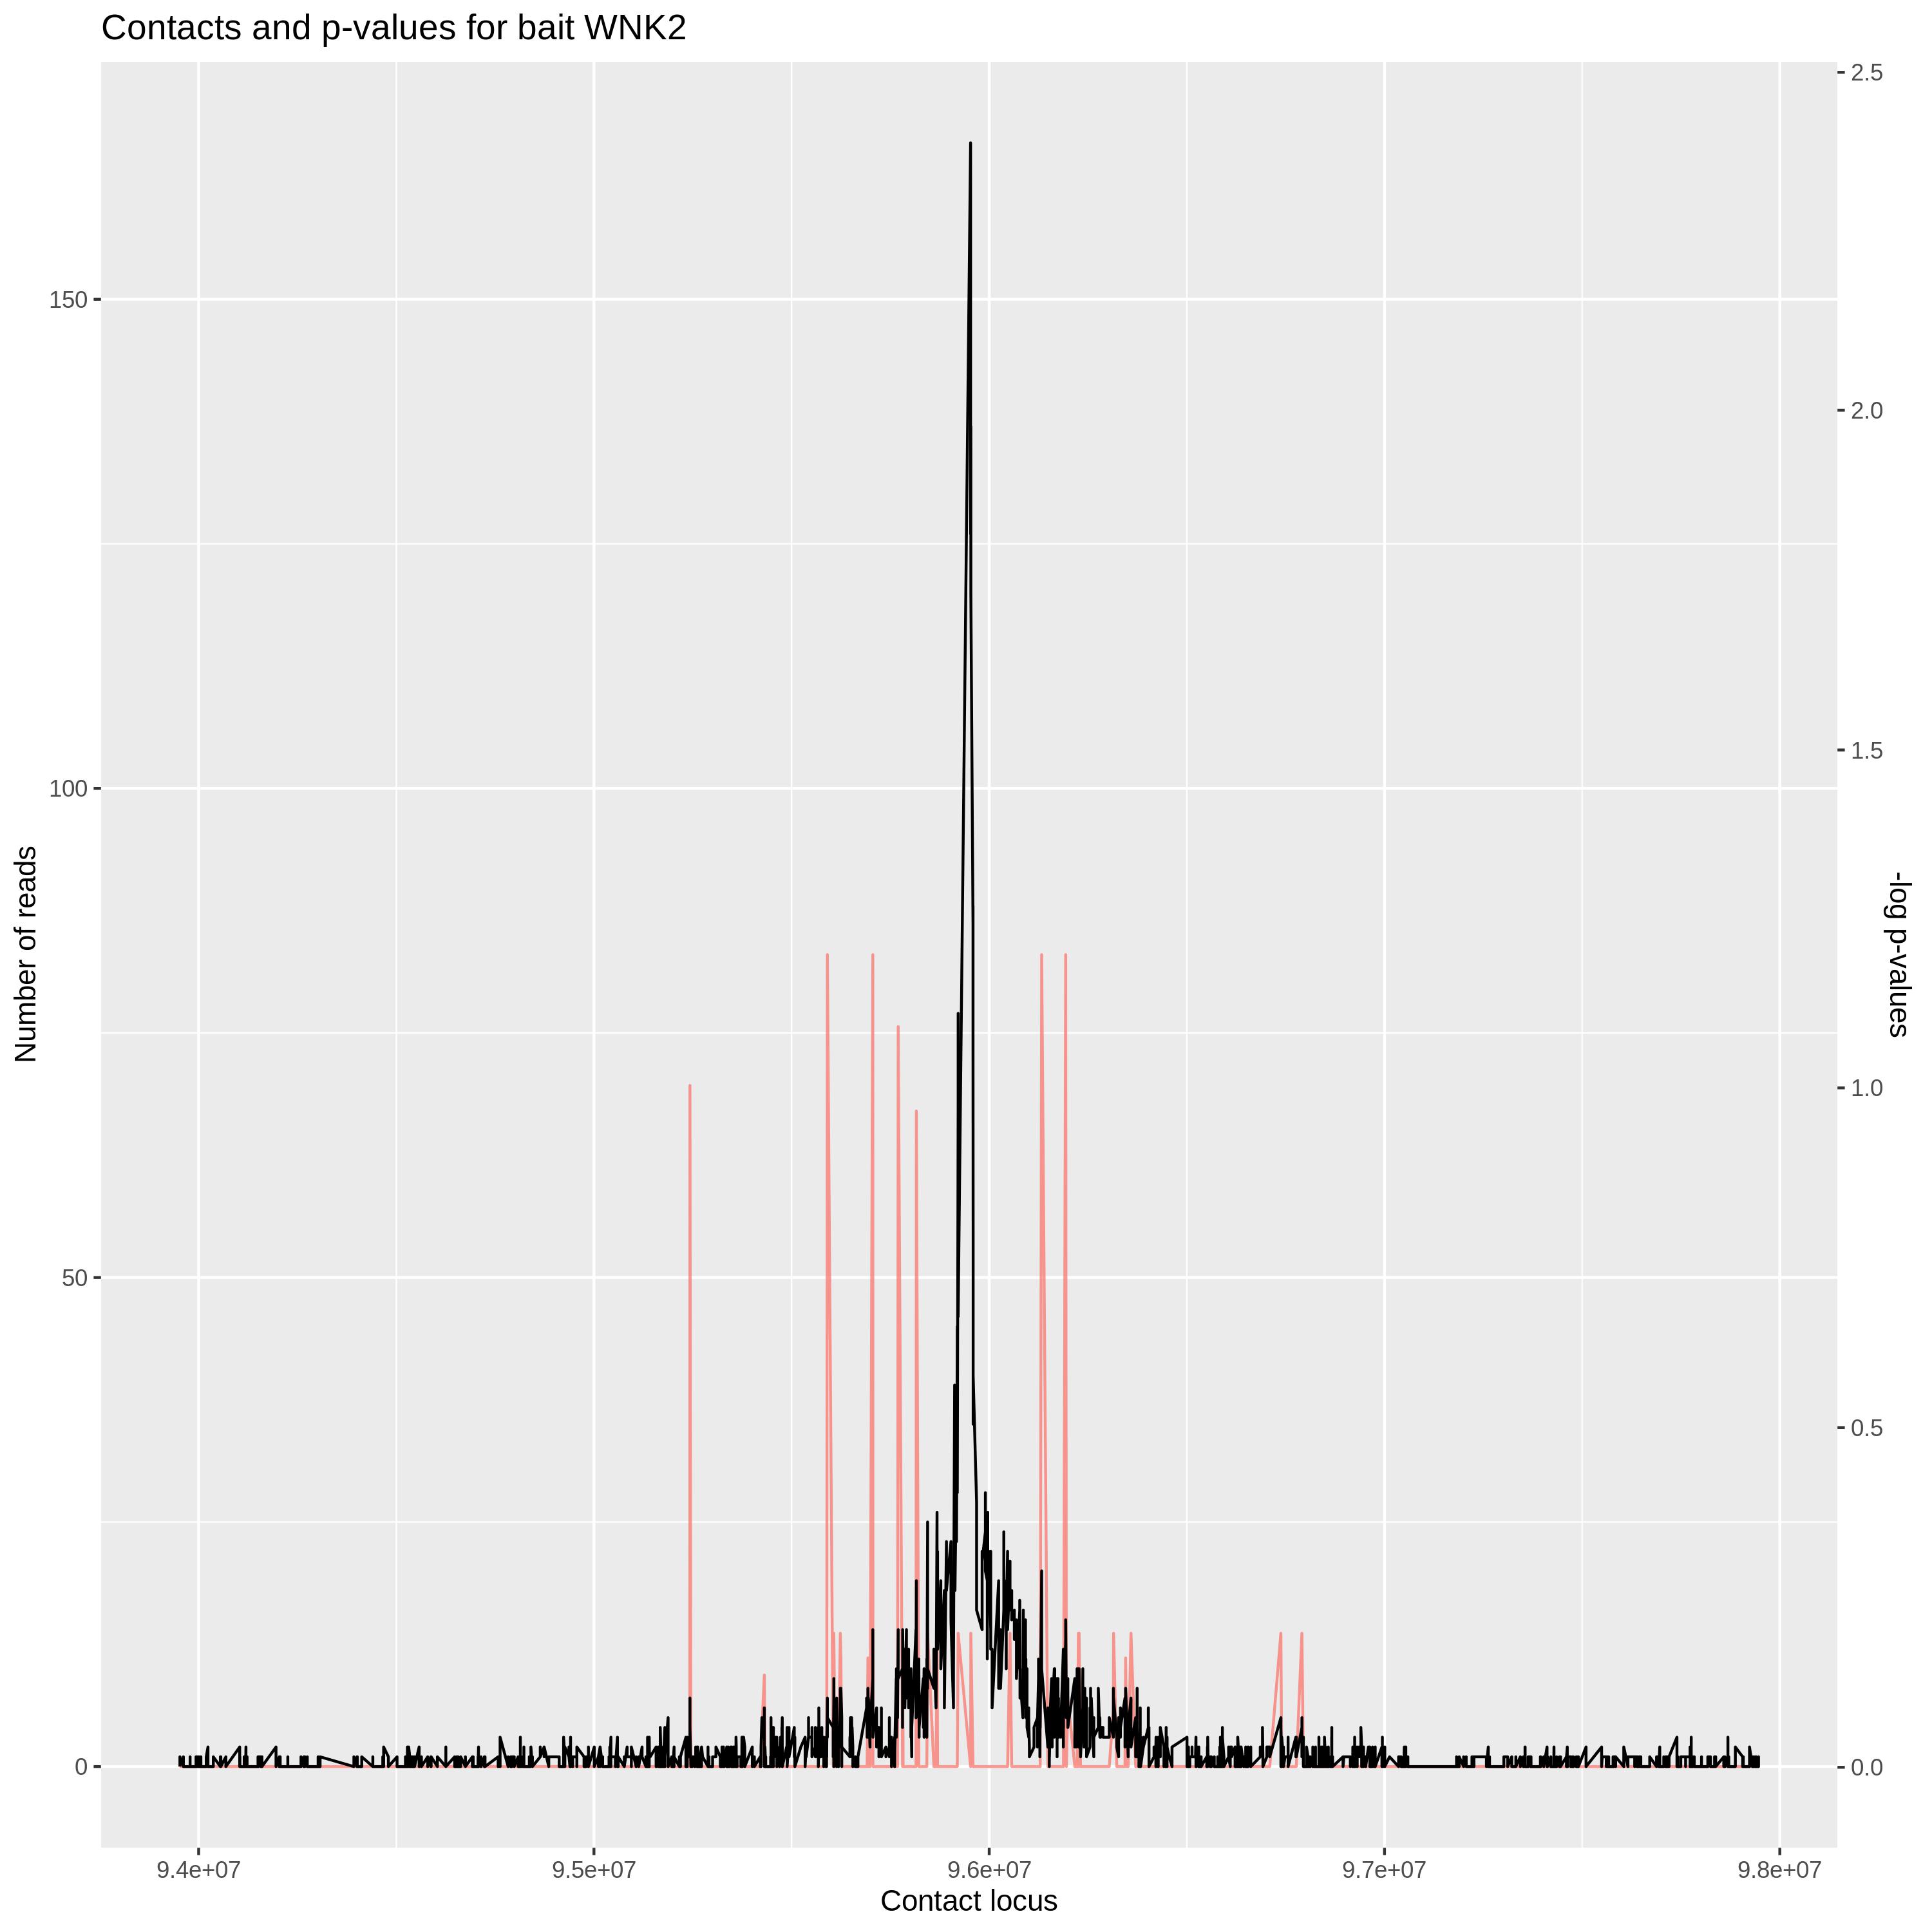 Contacts and p-values for bait WNK2
Number of reads
150
100
50
0
2.5
2.0
1.5
1.0
0.5
0.0
-log p-values
9.4e+07
9.5e+07
9.6e+07
9.7e+07
9.8e+07
Contact locus